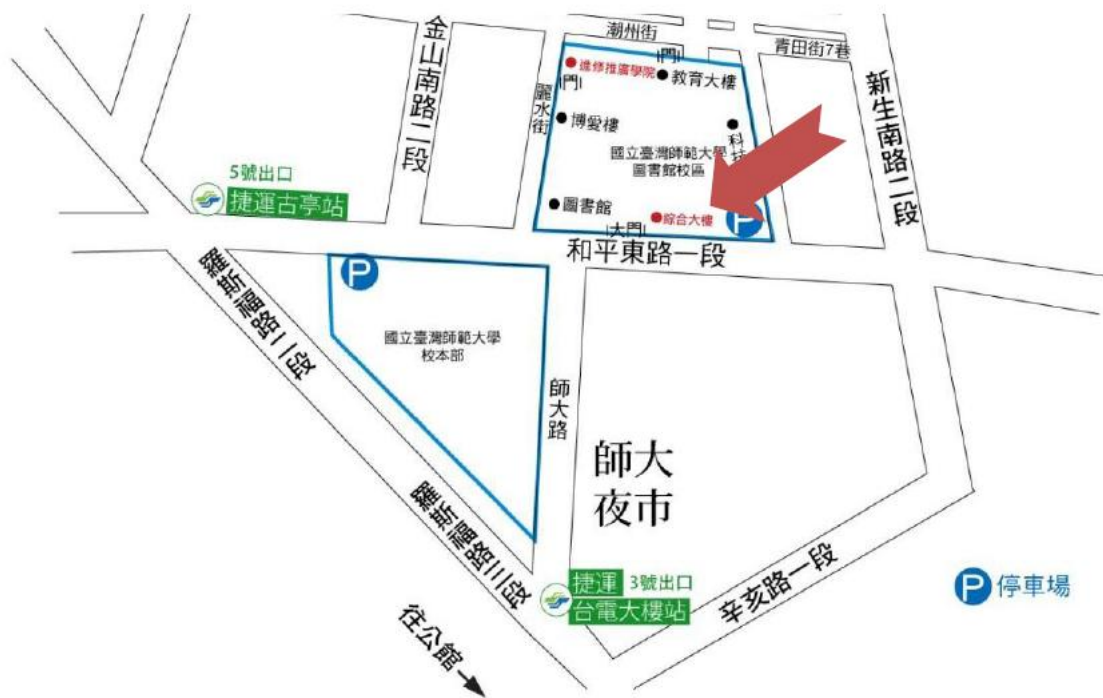 潮州街
青田街7巷
金山南路二段
新生南路二段
麗水街
門
進修推廣學院
門
教育大樓
博愛樓
科技
國立臺灣師範大學
圖書館校區
圖書館
綜合大樓
P
大門
和平東路一段
5號出口
捷運古亭站
羅斯福路二段
P
國立臺灣師範大學
校本部
師大路
師大
夜市
羅斯福路三段
捷運 3號出口
台電大樓站
辛亥路一段
P 停車場
往公館